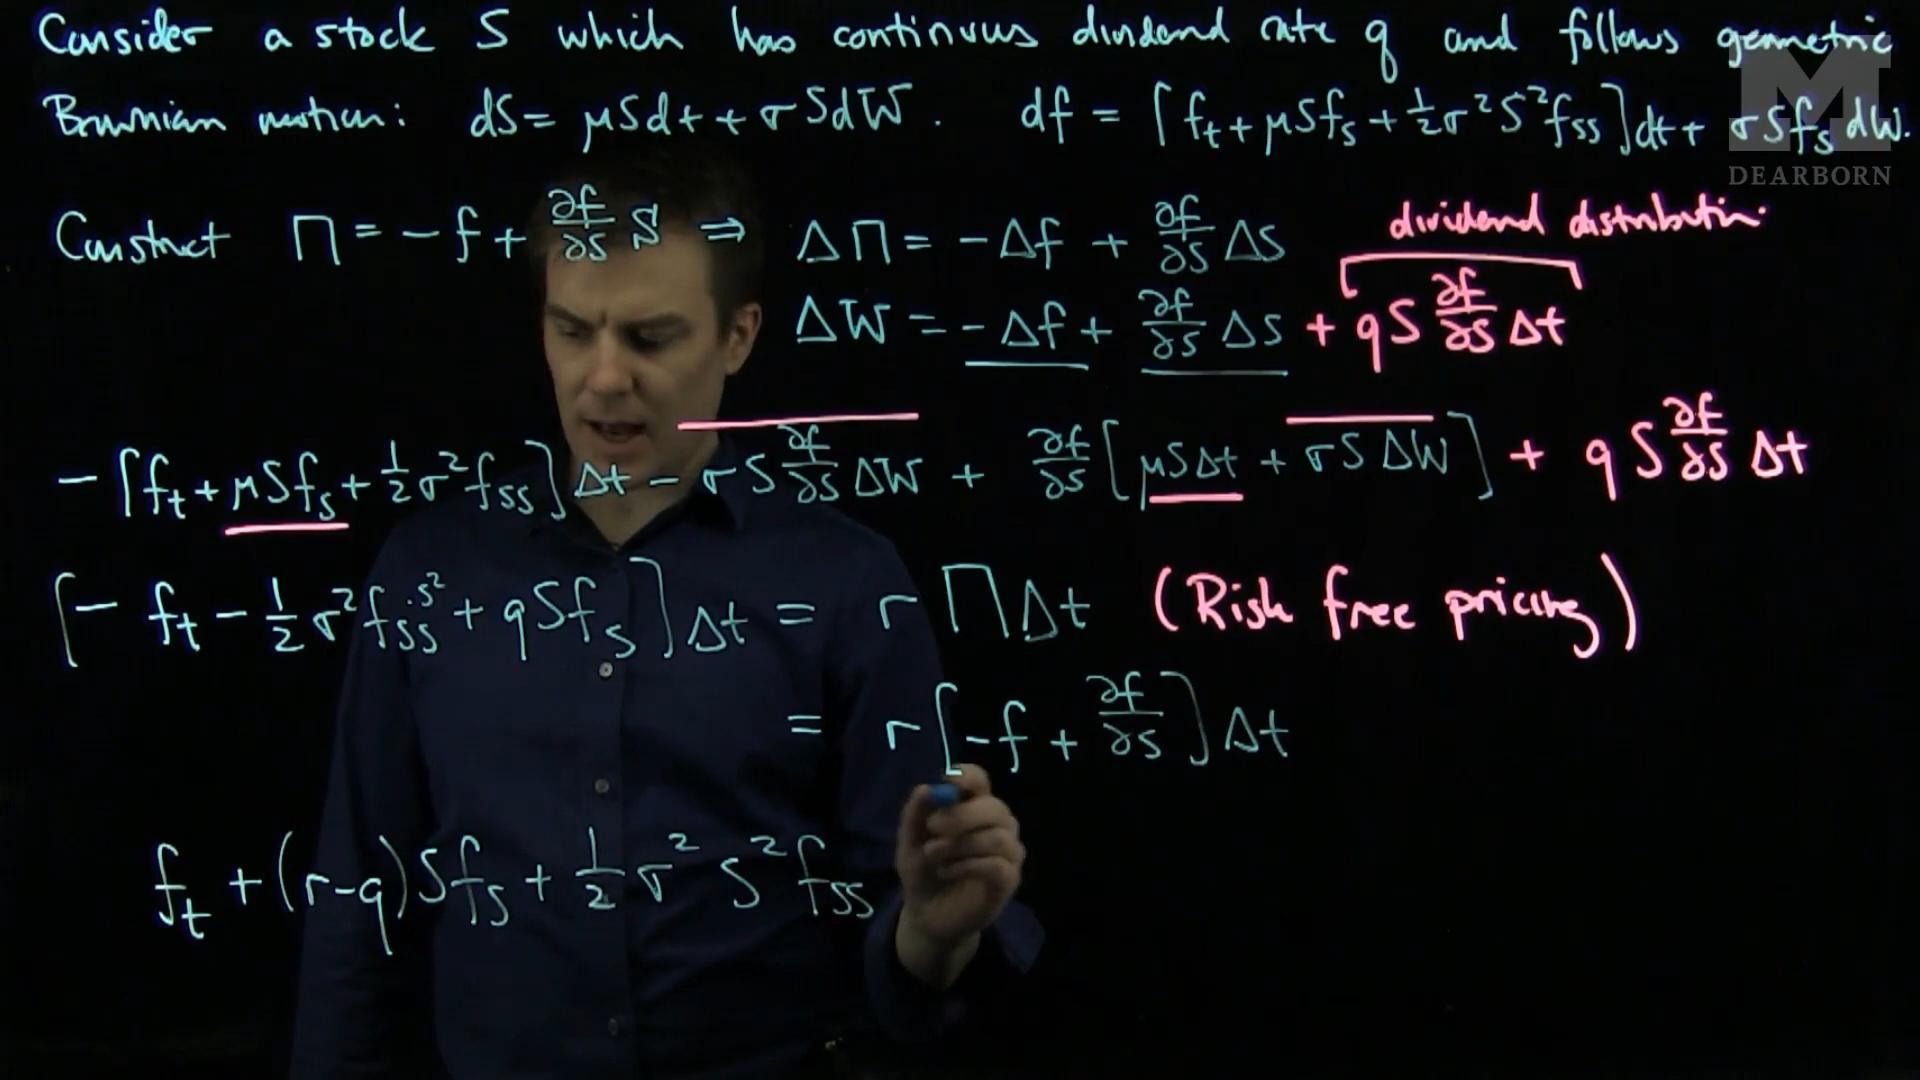 Consider a stock S which has continuous dividend rate q and follows geometric
Brownian motion: dS = μSdt + σSdW. df = [f_t + μSf_s + ½σ²S²f_ss]dt + σSf_s dW.
M
DEARBORN
Construct Π = -f + ∂f/∂S S ⇒ ΔΠ = -Δf + ∂f/∂S ΔS
dividend distribution.
ΔW = -Δf + ∂f/∂S ΔS + qS ∂f/∂S Δt
-[f_t + μSf_s + ½σ²f_ss]Δt - σS ∂f/∂S ΔW + ∂f/∂S [μSΔt + σSΔW] + qS ∂f/∂S Δt
[-f_t - ½σ²f_ss·S² + qSf_s]Δt = rΠΔt (Risk free pricing)
= r[-f + ∂f/∂S]Δt
f_t + (r-q)Sf_s + ½σ²S²f_ss